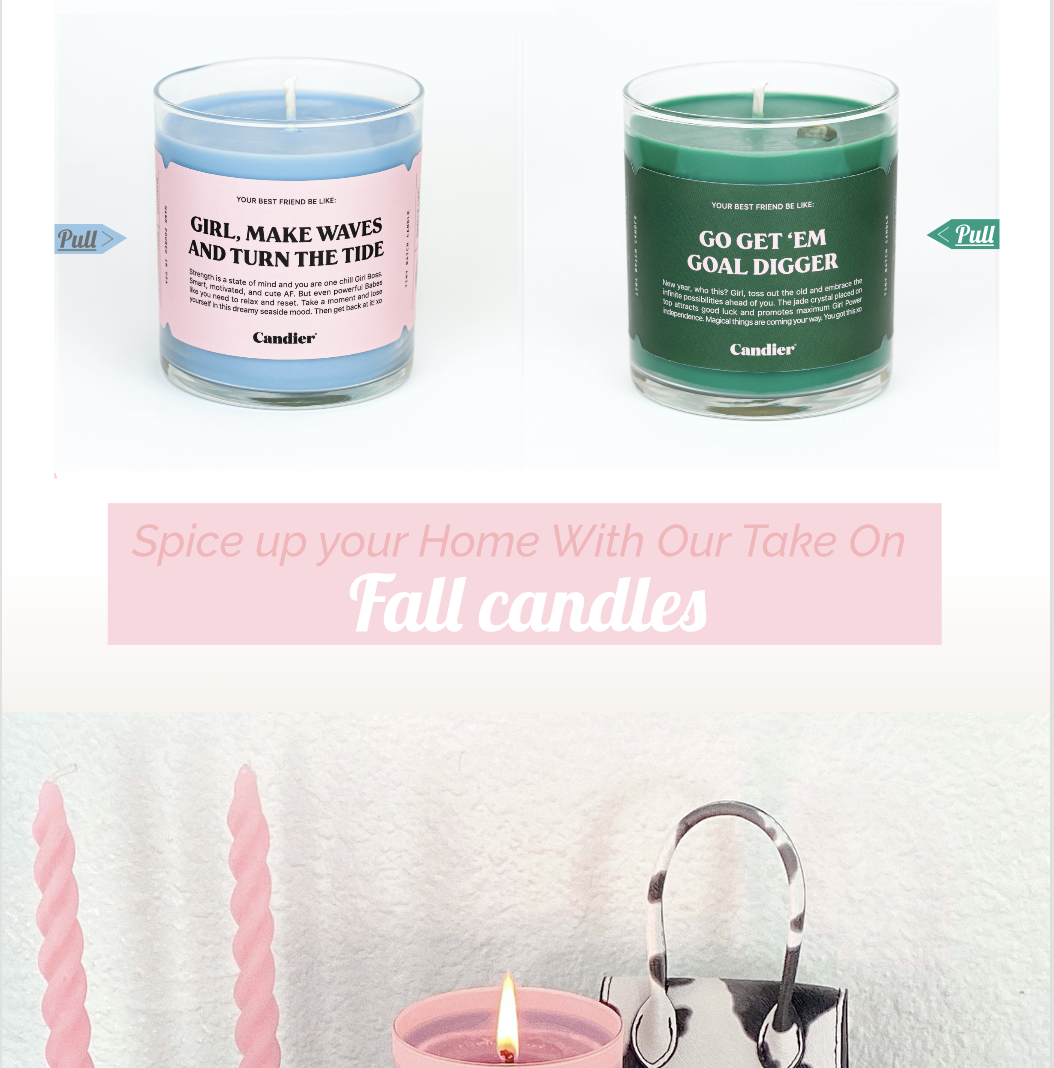 YOUR BEST FRIEND BE LIKE:
GIRL, MAKE WAVES
AND TURN THE TIDE
Strength is a state of mind and you are one chill Girl Boss.
Smart, motivated, and cute AF. But even powerful Babes
like you need to relax and reset. Take a moment and lose
yourself in this dreamy seaside mood. Then get back at it! xo
Candier
Pull >
YOUR BEST FRIEND BE LIKE:
GO GET ‘EM
GOAL DIGGER
New year, who this? Girl, toss out the old and embrace the
infinite possibilities ahead of you. The jade crystal placed on
top attracts good luck and promotes maximum Girl Power
independence. Magical things are coming your way. You got this xo
Candier
< Pull
Spice up your Home With Our Take On
Fall candles